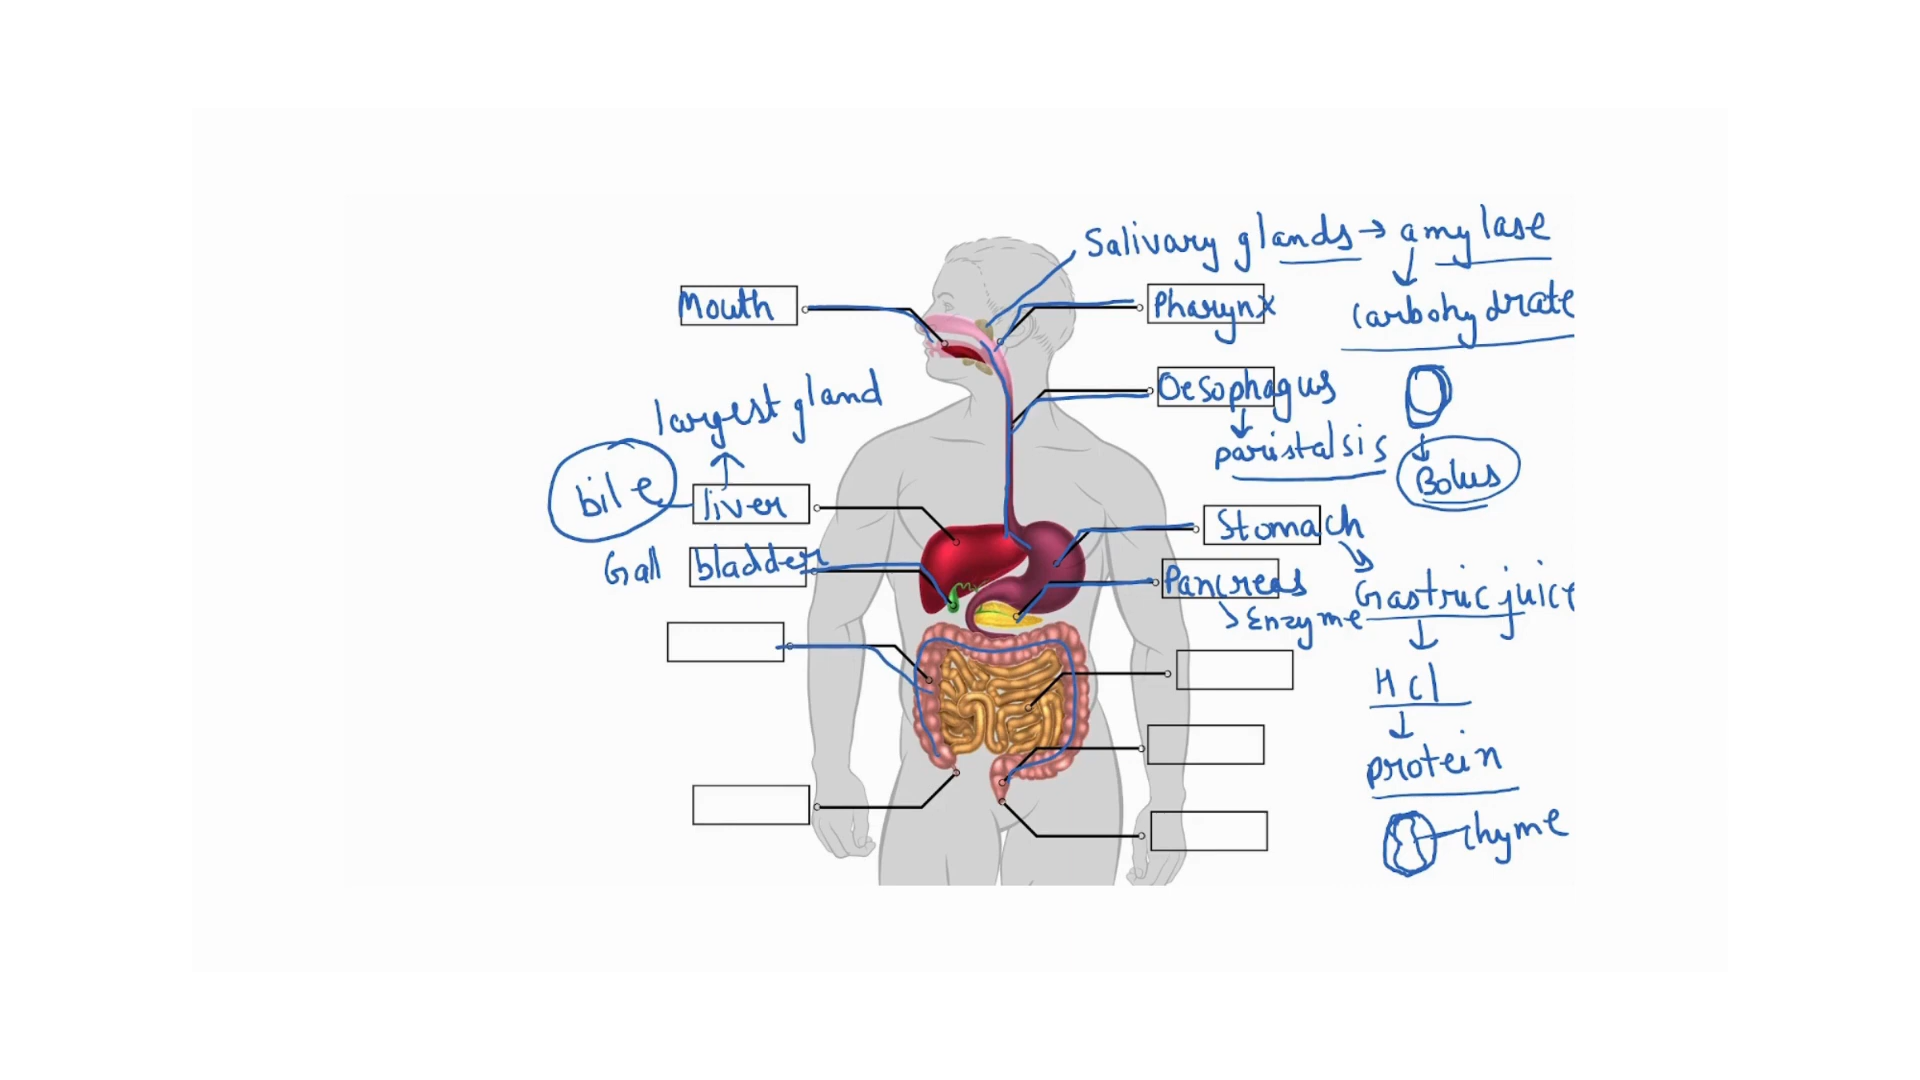 Salivary glands → amylase
Mouth
Pharynx
carbohydrate
largest gland
Oesophagus
paristalsis
Bolus
bile
liver
Stomach
Gall bladder
Pancreas
Gastric juice
Enzyme
HCl
protein
chyme